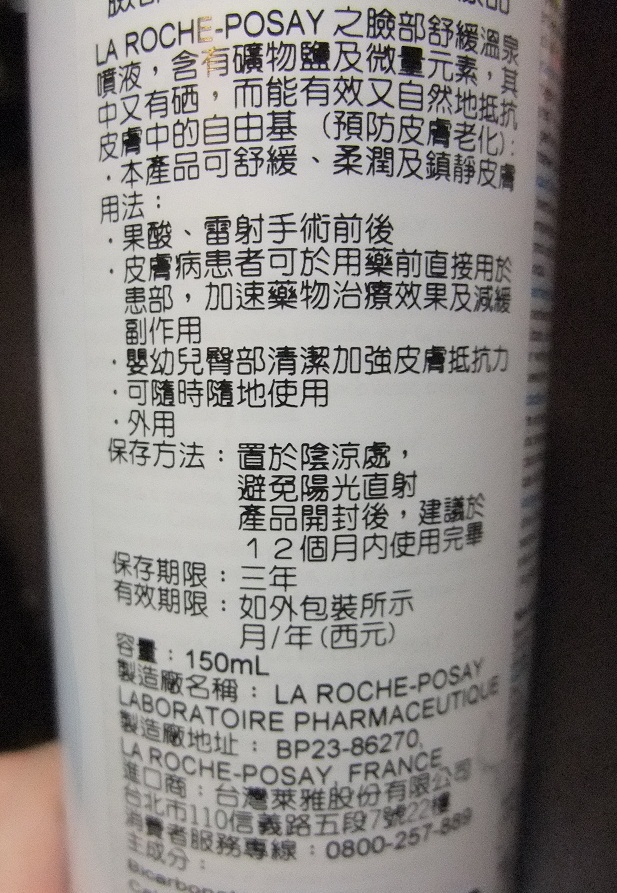 LA ROCHE-POSAY 之臉部舒緩溫泉
噴液，含有礦物鹽及微量元素，其
中又有硒，而能有效又自然地抵抗
皮膚中的自由基（預防皮膚老化）：
．本產品可舒緩、柔潤及鎮靜皮膚
用法：
．果酸、雷射手術前後
．皮膚病患者可於用藥前直接用於
患部，加速藥物治療效果及減緩
副作用
．嬰幼兒臀部清潔加強皮膚抵抗力
．可隨時隨地使用
．外用
保存方法：置於陰涼處，
避免陽光直射
產品開封後，建議於
１２個月內使用完畢
保存期限：三年
有效期限：如外包裝所示
月/年(西元)
容量：150mL
製造廠名稱：LA ROCHE-POSAY
LABORATOIRE PHARMACEUTIQUE
製造廠地址：BP23-86270,
LA ROCHE-POSAY, FRANCE
進口商：台灣萊雅股份有限公司
台北市110信義路五段7號22樓
消費者服務專線：0800-257-889
主成分：